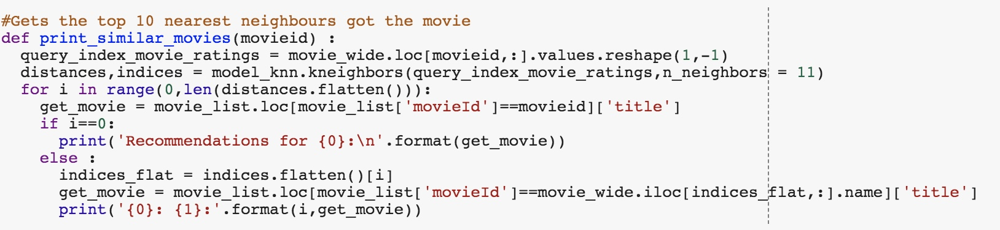 #Gets the top 10 nearest neighbours got the movie
def print_similar_movies(movieid) :
  query_index_movie_ratings = movie_wide.loc[movieid,:].values.reshape(1,-1)
  distances,indices = model_knn.kneighbors(query_index_movie_ratings,n_neighbors = 11)
  for i in range(0,len(distances.flatten())):
    get_movie = movie_list.loc[movie_list['movieId']==movieid]['title']
    if i==0:
      print('Recommendations for {0}:\n'.format(get_movie))
    else :
      indices_flat = indices.flatten()[i]
      get_movie = movie_list.loc[movie_list['movieId']==movie_wide.iloc[indices_flat,:].name]['title']
      print('{0}: {1}:'.format(i,get_movie))